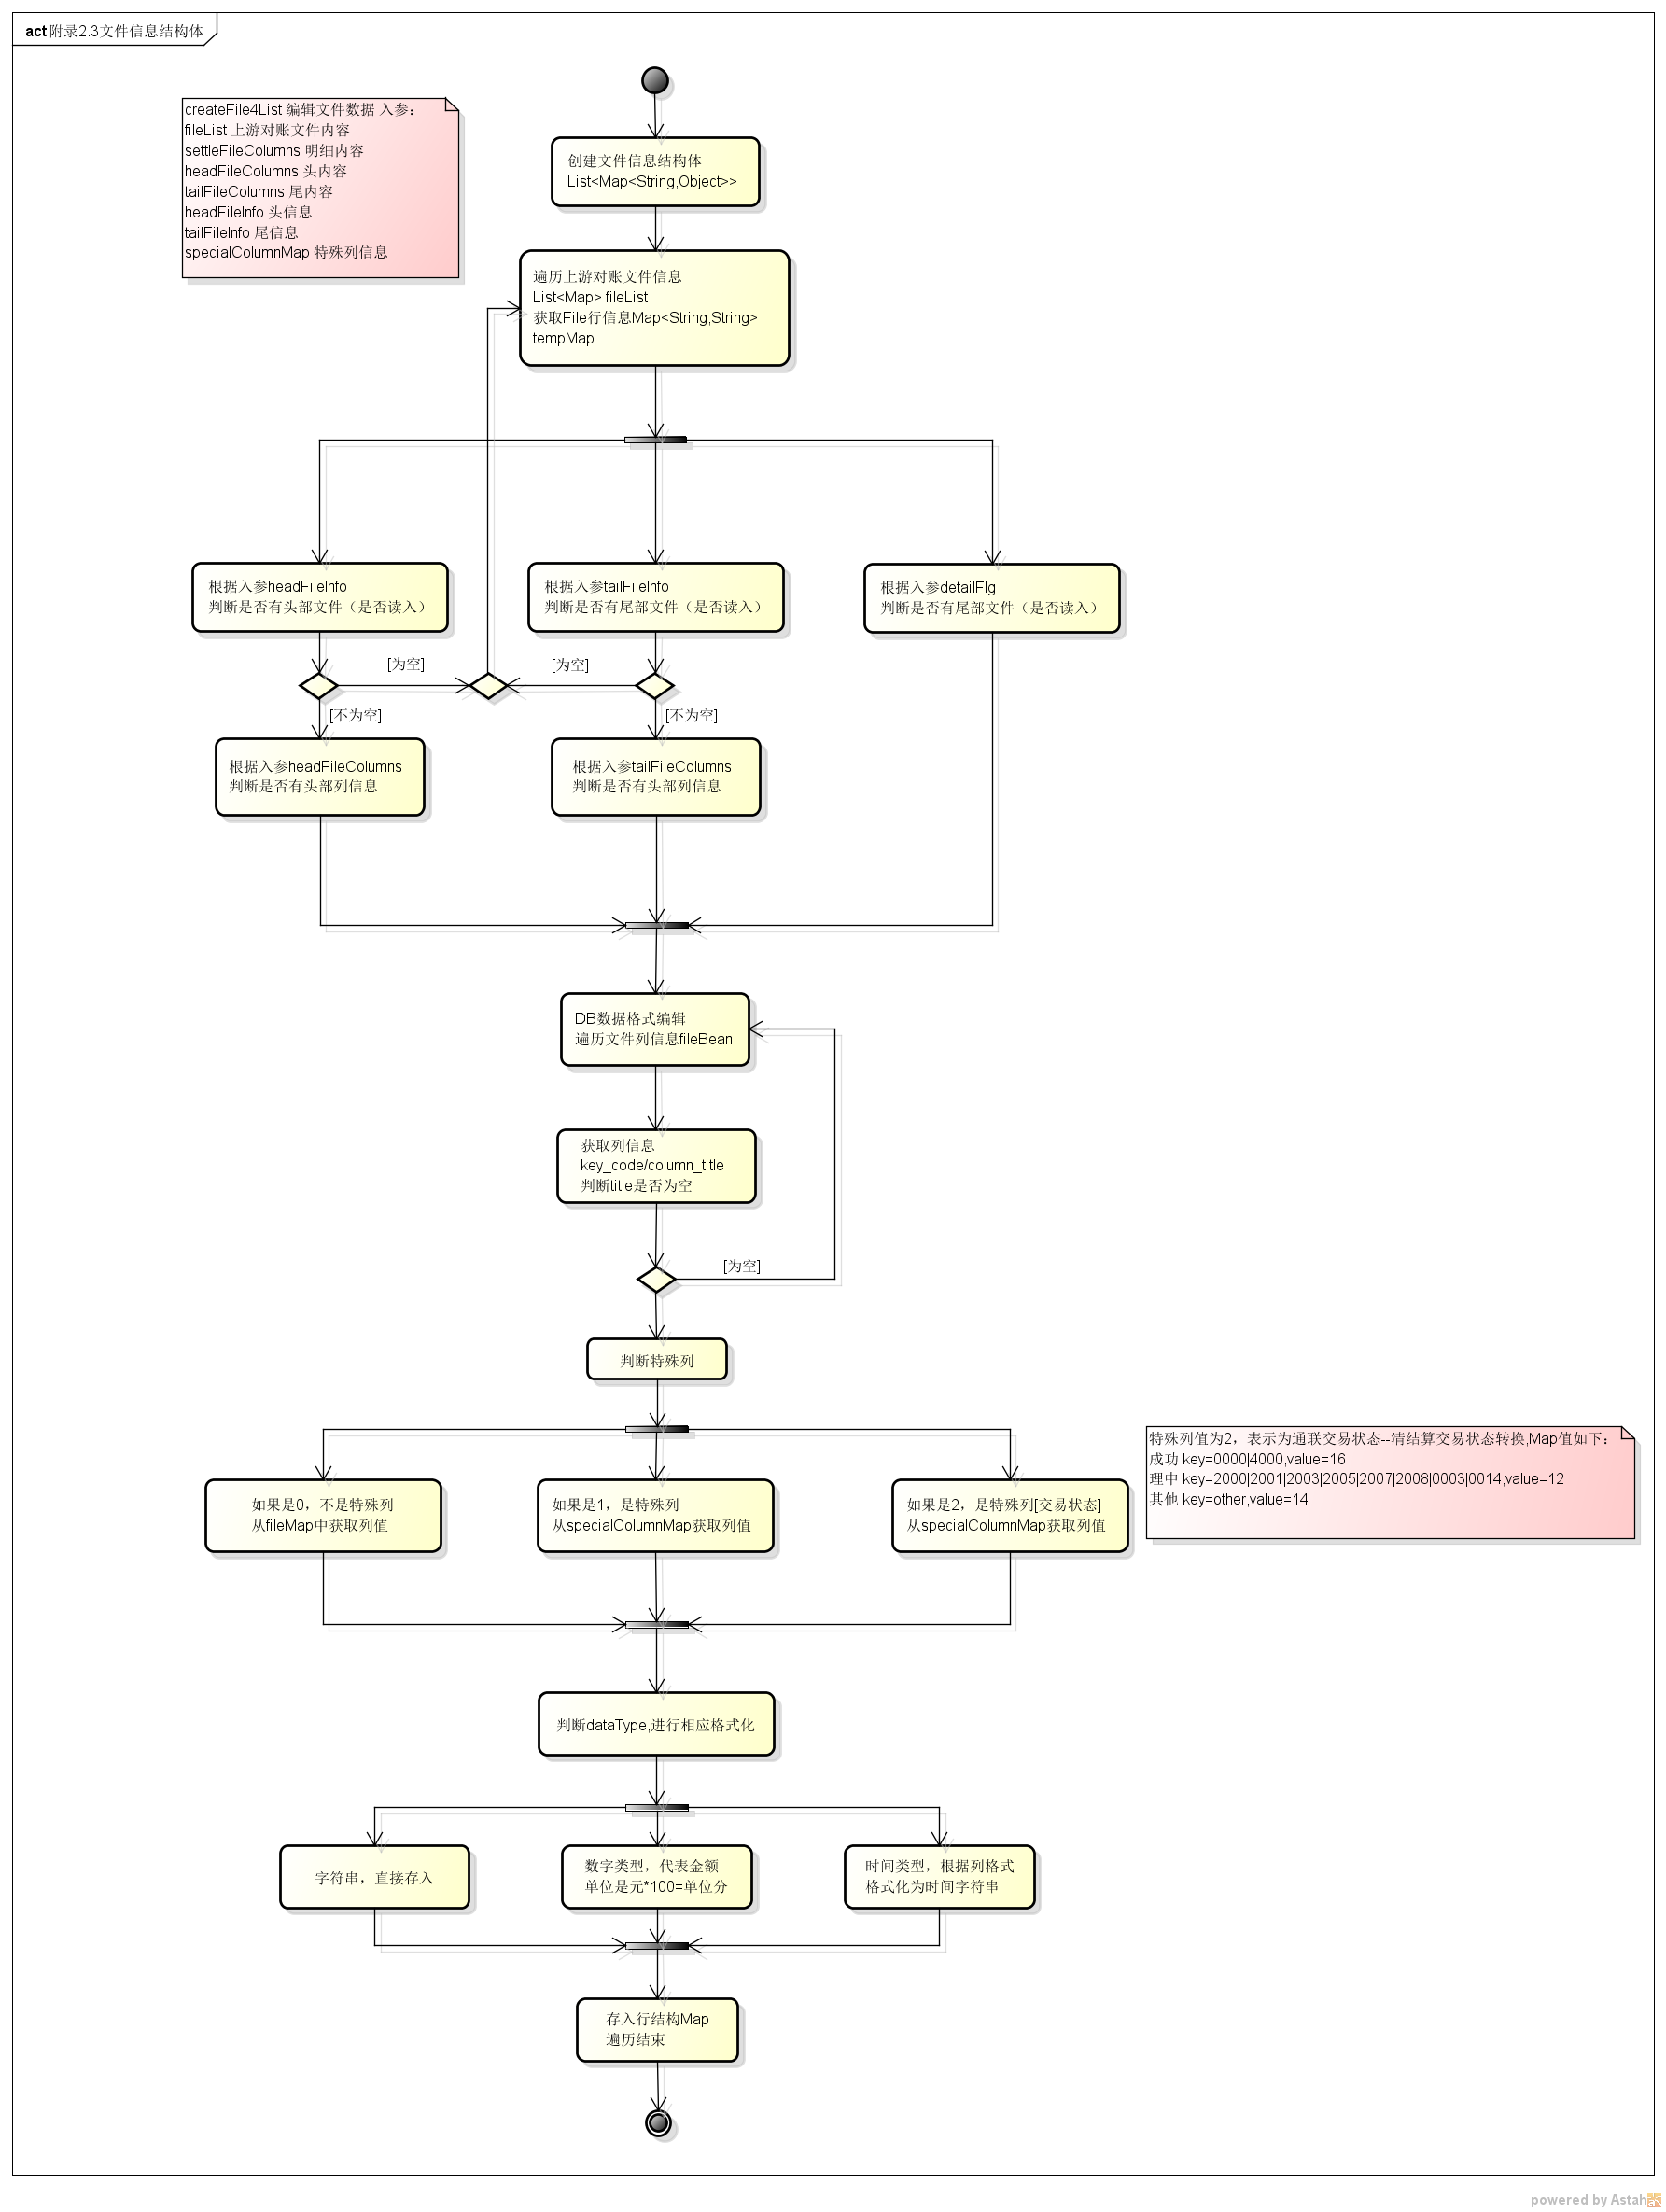 act 附录2.3文件信息结构体
createFile4List 编辑文件数据 入参：
fileList 上游对账文件内容
settleFileColumns 明细内容
headFileColumns 头内容
tailFileColumns 尾内容
headFileInfo 头信息
tailFileInfo 尾信息
specialColumnMap 特殊列信息
创建文件信息结构体
List<Map<String,Object>>
遍历上游对账文件信息
List<Map> fileList
获取File行信息Map<String,String>
tempMap
根据入参headFileInfo
判断是否有头部文件（是否读入）
根据入参tailFileInfo
判断是否有尾部文件（是否读入）
根据入参detailFlg
判断是否有尾部文件（是否读入）
[为空]
[为空]
[不为空]
[不为空]
根据入参headFileColumns
判断是否有头部列信息
根据入参tailFileColumns
判断是否有头部列信息
DB数据格式编辑
遍历文件列信息fileBean
获取列信息
key_code/column_title
判断title是否为空
[为空]
判断特殊列
特殊列值为2，表示为通联交易状态--清结算交易状态转换,Map值如下：
成功 key=0000|4000,value=16
理中 key=2000|2001|2003|2005|2007|2008|0003|0014,value=12
其他 key=other,value=14
如果是0，不是特殊列
从fileMap中获取列值
如果是1，是特殊列
从specialColumnMap获取列值
如果是2，是特殊列[交易状态]
从specialColumnMap获取列值
判断dataType,进行相应格式化
字符串，直接存入
数字类型，代表金额
单位是元*100=单位分
时间类型，根据列格式
格式化为时间字符串
存入行结构Map
遍历结束
powered by Astah